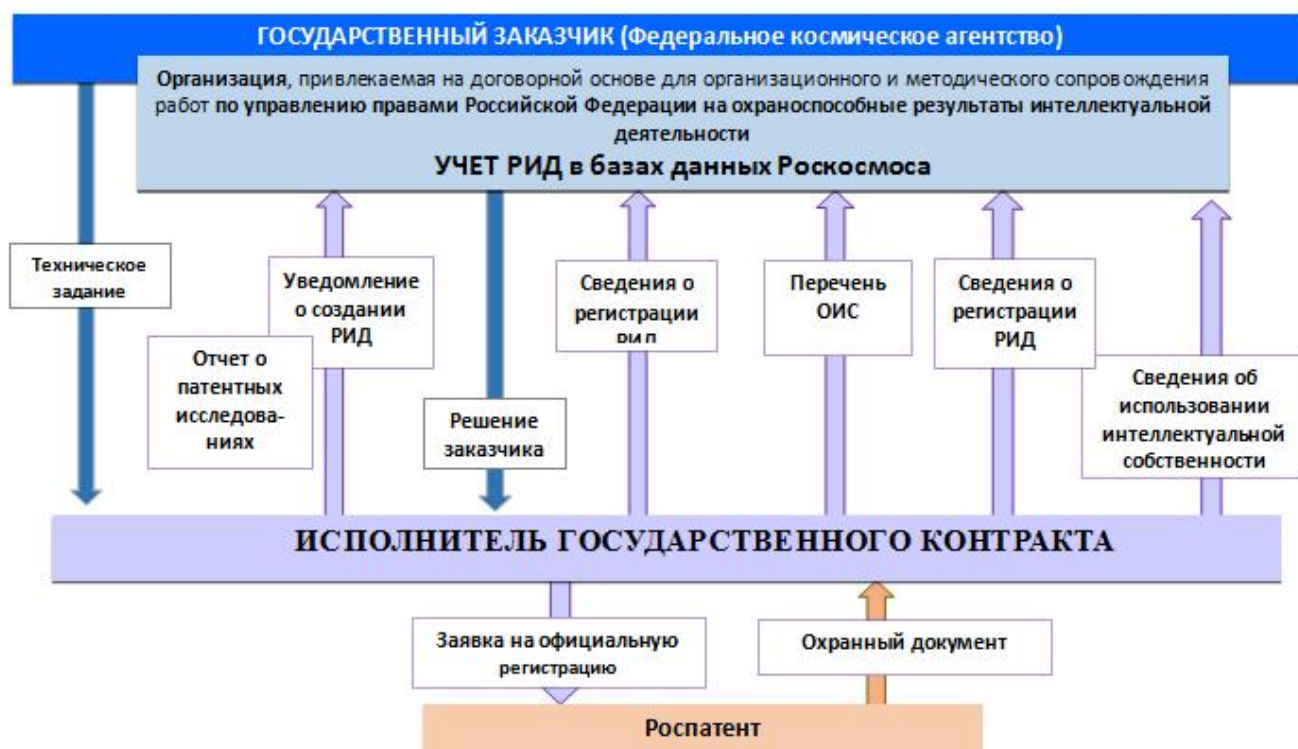 ГОСУДАРСТВЕННЫЙ ЗАКАЗЧИК (Федеральное космическое агентство)
Организация, привлекаемая на договорной основе для организационного и методического сопровождения
работ по управлению правами Российской Федерации на охраноспособные результаты интеллектуальной
деятельности
УЧЕТ РИД в базах данных Роскосмоса
Техническое
задание
Уведомление
о создании
РИД
Отчет о
патентных
исследова-
ниях
Решение
заказчика
Сведения о
регистрации
Перечень
ОИС
Сведения о
регистрации
РИД
Сведения об
использовании
интеллектуальной
собственности
ИСПОЛНИТЕЛЬ ГОСУДАРСТВЕННОГО КОНТРАКТА
Заявка на официальную
регистрацию
Охранный документ
Роспатент